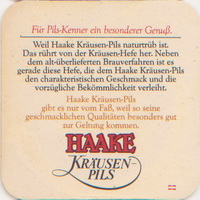 Für Pils-Kenner ein besonderer Genuß.
Weil Haake Kräusen-Pils naturtrüb ist.
Das rührt von der Kräusen-Hefe her. Neben
dem alt-überlieferten Brauverfahren ist es
gerade diese Hefe, die dem Haake Kräusen-Pils
den charakteristischen Geschmack und die
vorzügliche Bekömmlichkeit verleiht.
Haake Kräusen-Pils
gibt es nur vom Faß, weil so seine
geschmacklichen Qualitäten besonders gut
zur Geltung kommen.
HAAKE
KRÄUSEN-
PILS